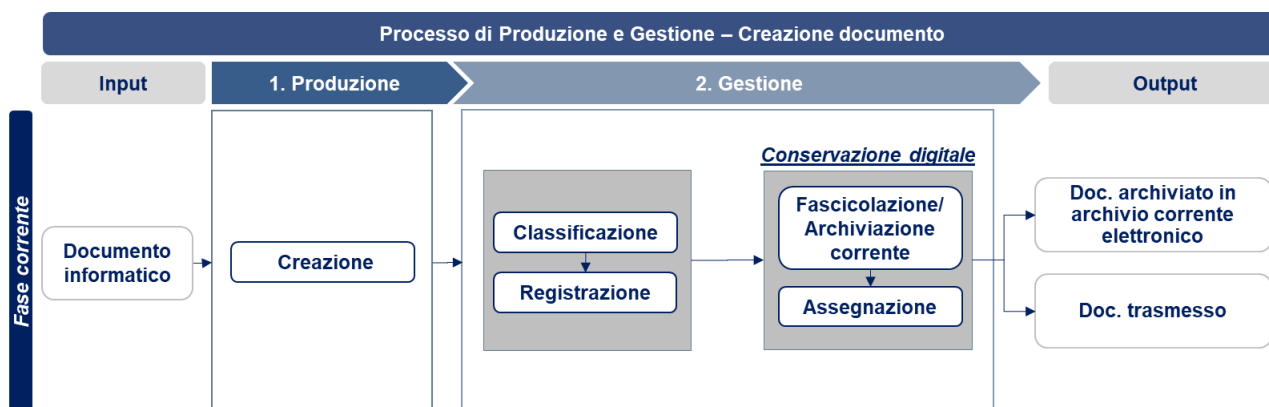 Processo di Produzione e Gestione – Creazione documento
Input
1. Produzione
2. Gestione
Output
Fase corrente
Documento
informatico
Creazione
Classificazione
Registrazione
Conservazione digitale
Fascicolazione/
Archiviazione
corrente
Assegnazione
Doc. archiviato in
archivio corrente
elettronico
Doc. trasmesso